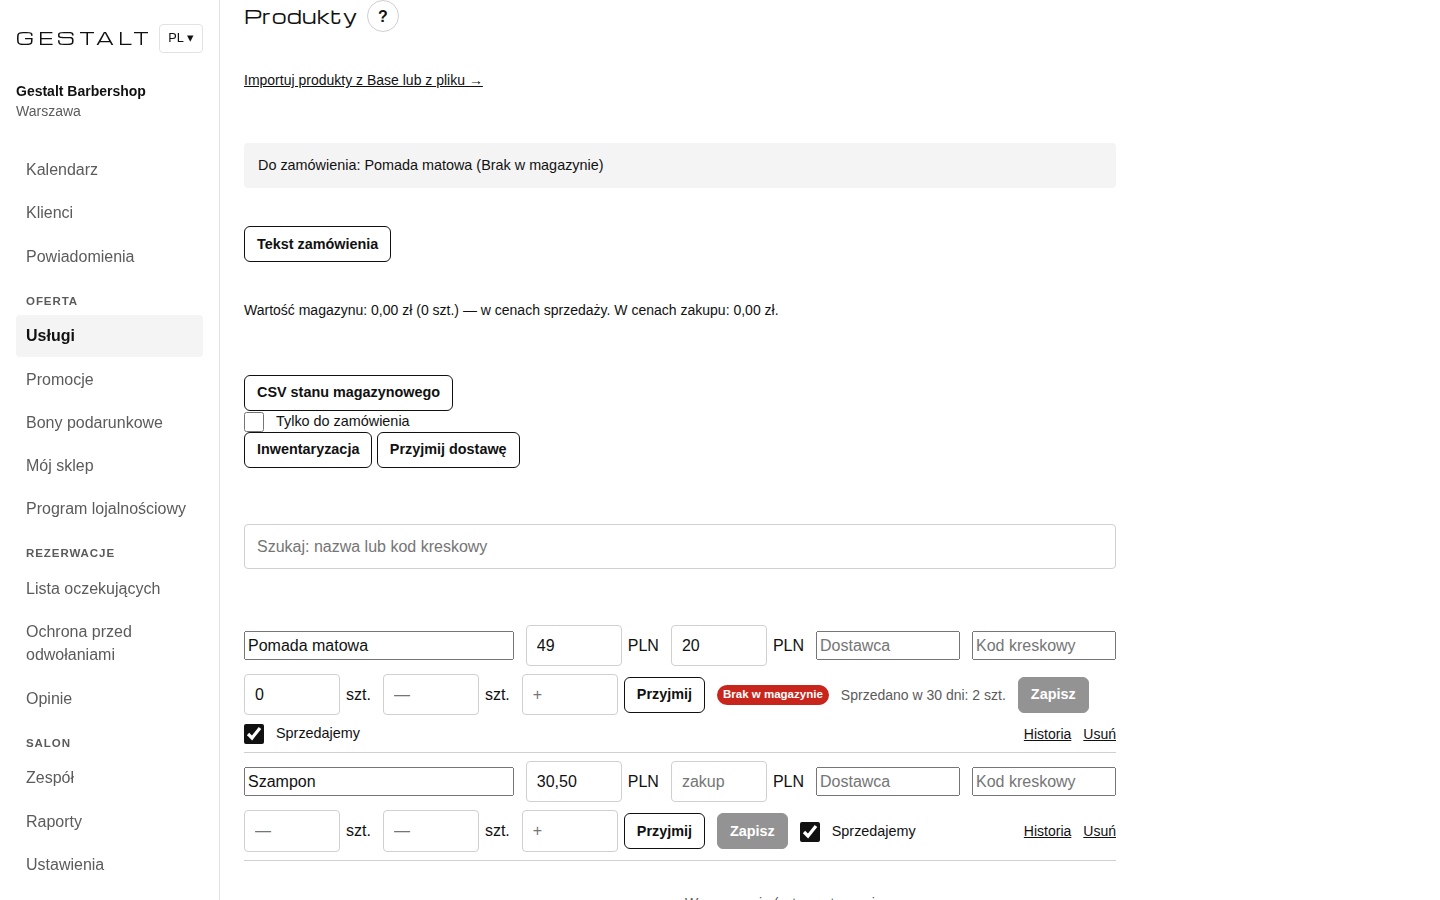 GESTALT PL ▾
Gestalt Barbershop
Warszawa
Kalendarz
Klienci
Powiadomienia
OFERTA
Usługi
Promocje
Bony podarunkowe
Mój sklep
Program lojalnościowy
REZERWACJE
Lista oczekujących
Ochrona przed
odwołaniami
Opinie
SALON
Zespół
Raporty
Ustawienia
Produkty ?
Importuj produkty z Base lub z pliku →
Do zamówienia: Pomada matowa (Brak w magazynie)
Tekst zamówienia
Wartość magazynu: 0,00 zł (0 szt.) — w cenach sprzedaży. W cenach zakupu: 0,00 zł.
CSV stanu magazynowego
Tylko do zamówienia
Inwentaryzacja Przyjmij dostawę
Szukaj: nazwa lub kod kreskowy
Pomada matowa 49 PLN 20 PLN Dostawca Kod kreskowy
0 szt. — szt. + Przyjmij Brak w magazynie Sprzedano w 30 dni: 2 szt. Zapisz
Sprzedajemy Historia Usuń
Szampon 30,50 PLN zakup PLN Dostawca Kod kreskowy
— szt. — szt. + Przyjmij Zapisz Sprzedajemy Historia Usuń